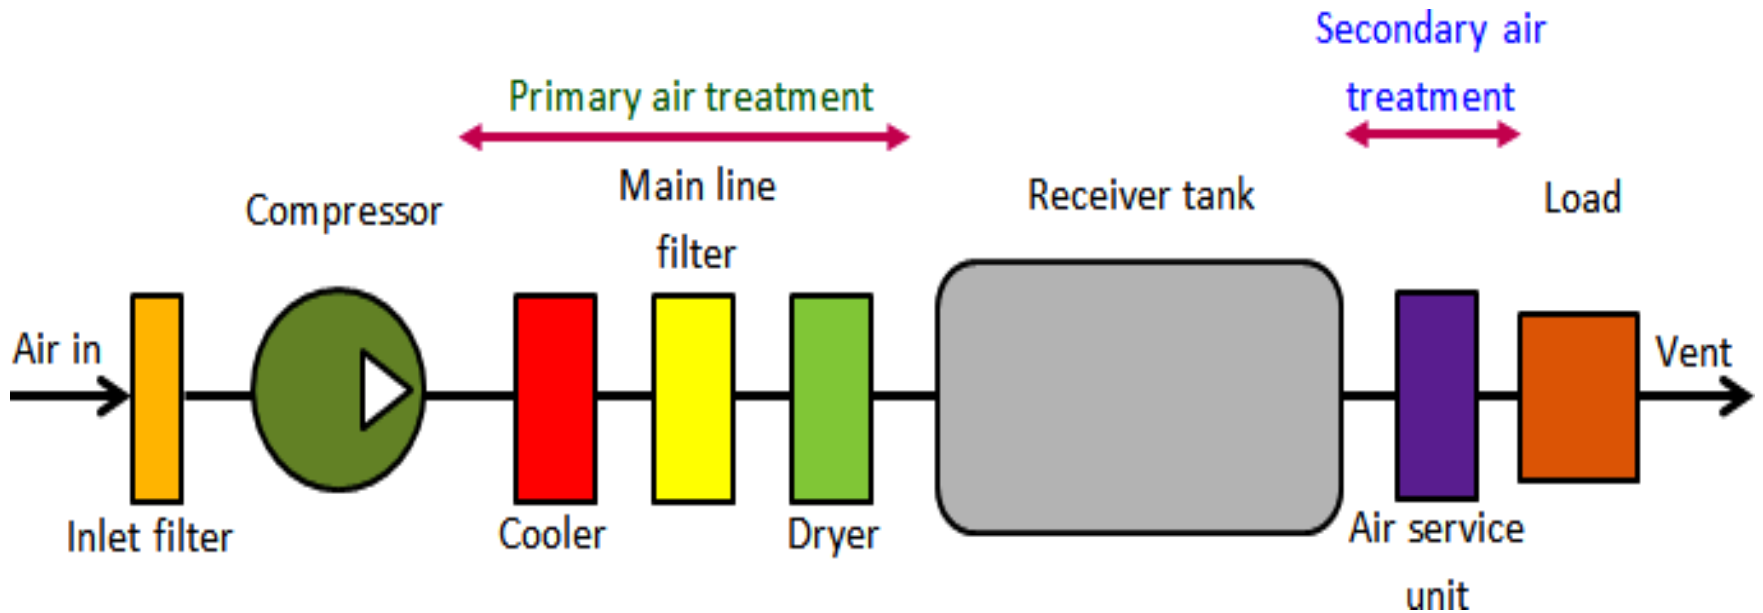 Secondary air
treatment
Primary air treatment
Main line
filter
Compressor
Receiver tank
Load
Air in
Vent
Inlet filter
Cooler
Dryer
Air service
unit